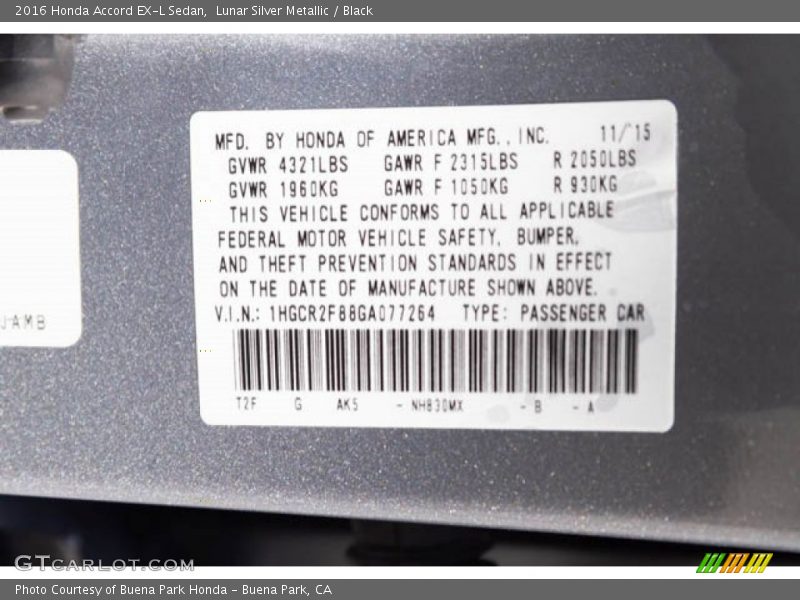 2016 Honda Accord EX-L Sedan,  Lunar Silver Metallic / Black
MFD. BY HONDA OF AMERICA MFG., INC. 11/'15
GVWR 4321LBS GAWR F 2315LBS R 2050LBS
GVWR 1960KG GAWR F 1050KG R 930KG
THIS VEHICLE CONFORMS TO ALL APPLICABLE
FEDERAL MOTOR VEHICLE SAFETY, BUMPER,
AND THEFT PREVENTION STANDARDS IN EFFECT
ON THE DATE OF MANUFACTURE SHOWN ABOVE.
V.I.N.: 1HGCR2F88GA077264 TYPE: PASSENGER CAR
T2F G AK5 - NH830MX - B - A
JAMB
GTcarlot.com
Photo Courtesy of Buena Park Honda - Buena Park, CA